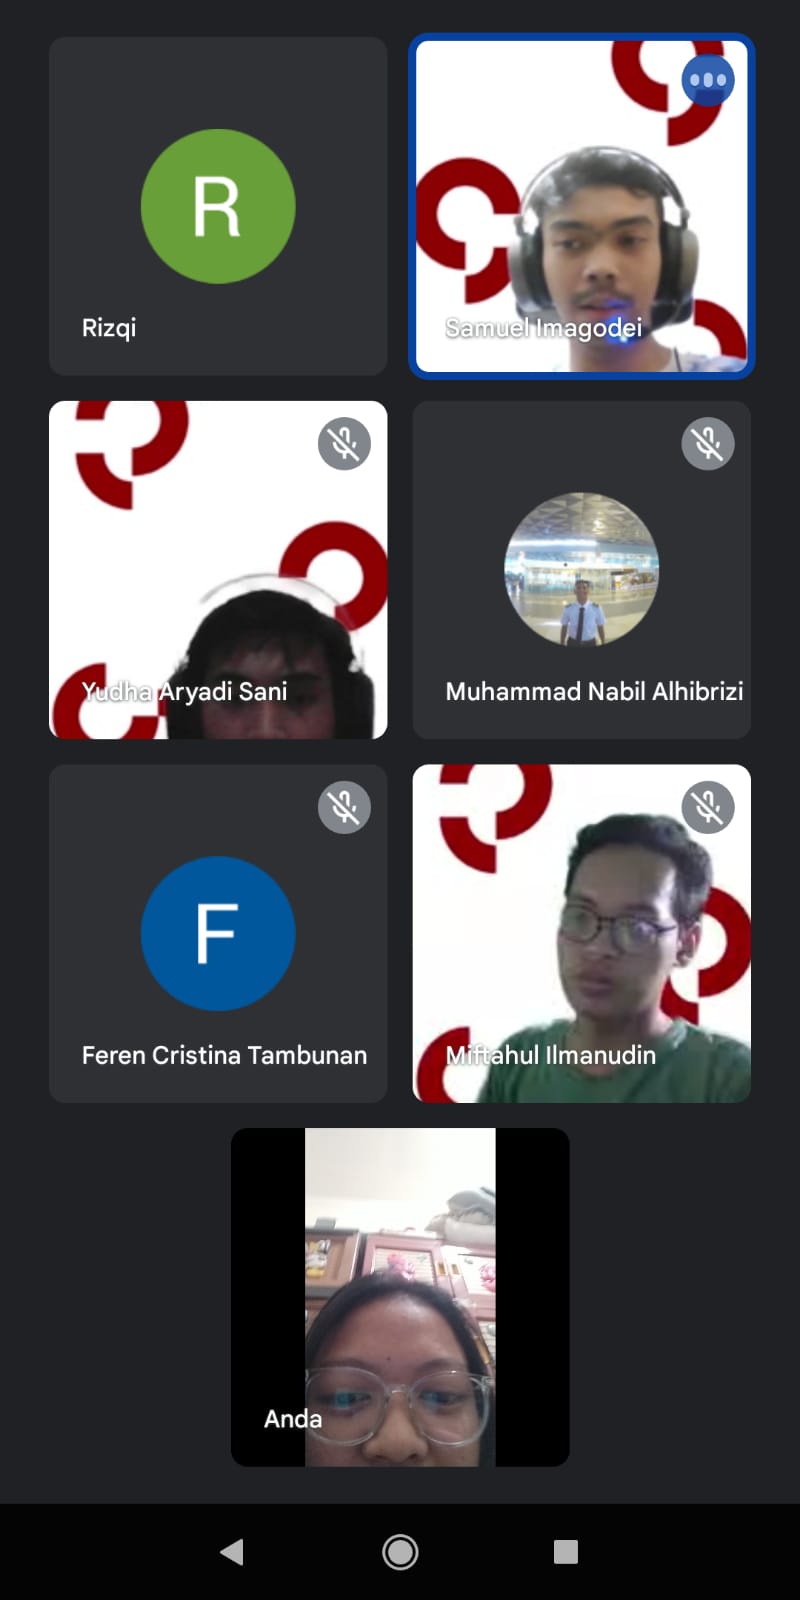 R
Rizqi
Samuel Imagodei
Yudha Aryadi Sani
Muhammad Nabil Alhibrizi
F
Feren Cristina Tambunan
Miftahul Ilmanudin
Anda